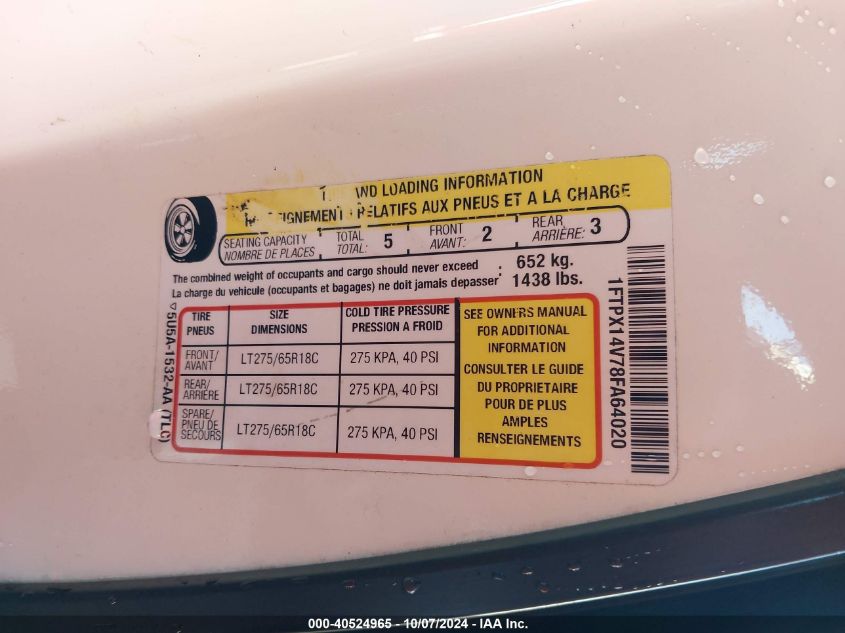 AND LOADING INFORMATION
RELATIFS AUX PNEUS ET A LA CHARGE
SEATING CAPACITY
NOMBRE DE PLACES
TOTAL
TOTAL: 5
FRONT
AVANT: 2
REAR
ARRIÈRE: 3
The combined weight of occupants and cargo should never exceed
La charge du vehicule (occupants et bagages) ne doit jamais depasser
: 652 kg.
1438 lbs.
TIRE
PNEUS
SIZE
DIMENSIONS
COLD TIRE PRESSURE
PRESSION A FROID
FRONT/
AVANT
LT275/65R18C
275 KPA, 40 PSI
REAR/
ARRIÈRE
LT275/65R18C
275 KPA, 40 PSI
SPARE/
PNEU DE
SECOURS
LT275/65R18C
275 KPA, 40 PSI
SEE OWNERS MANUAL
FOR ADDITIONAL
INFORMATION
CONSULTER LE GUIDE
DU PROPRIETAIRE
POUR DE PLUS
AMPLES
RENSEIGNEMENTS
5U5A-1532-AA (TLC)
1FTPX14V78FA64020
000-40524965 - 10/07/2024 - IAA Inc.